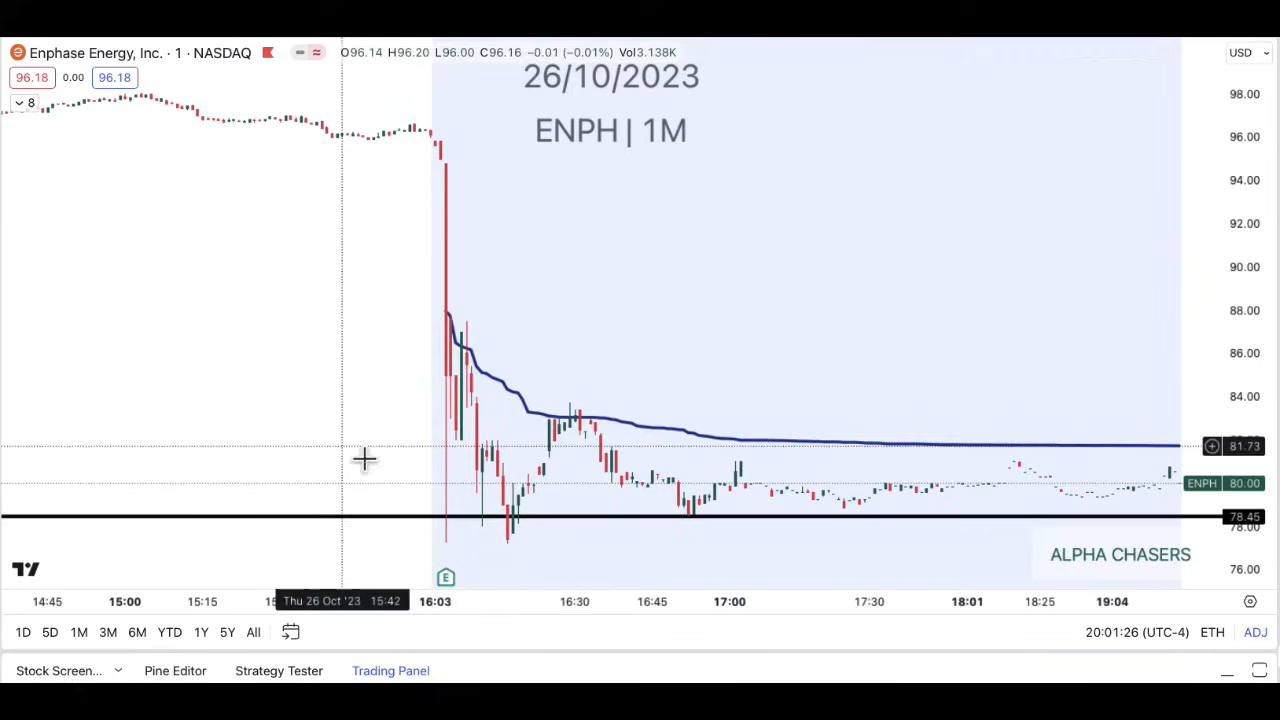 Enphase Energy, Inc. · 1 · NASDAQ O96.14 H96.20 L96.00 C96.16 −0.01 (−0.01%) Vol3.138K USD
96.18 0.00 96.18
8
26/10/2023
ENPH | 1M
98.00
96.00
94.00
92.00
90.00
88.00
86.00
84.00
81.73
ENPH 80.00
78.45
78.00
76.00
ALPHA CHASERS
E
14:45 15:00 15:15 Thu 26 Oct '23 15:42 16:03 16:30 16:45 17:00 17:30 18:01 18:25 19:04
1D 5D 1M 3M 6M YTD 1Y 5Y All 20:01:26 (UTC-4) ETH ADJ
Stock Screen... Pine Editor Strategy Tester Trading Panel